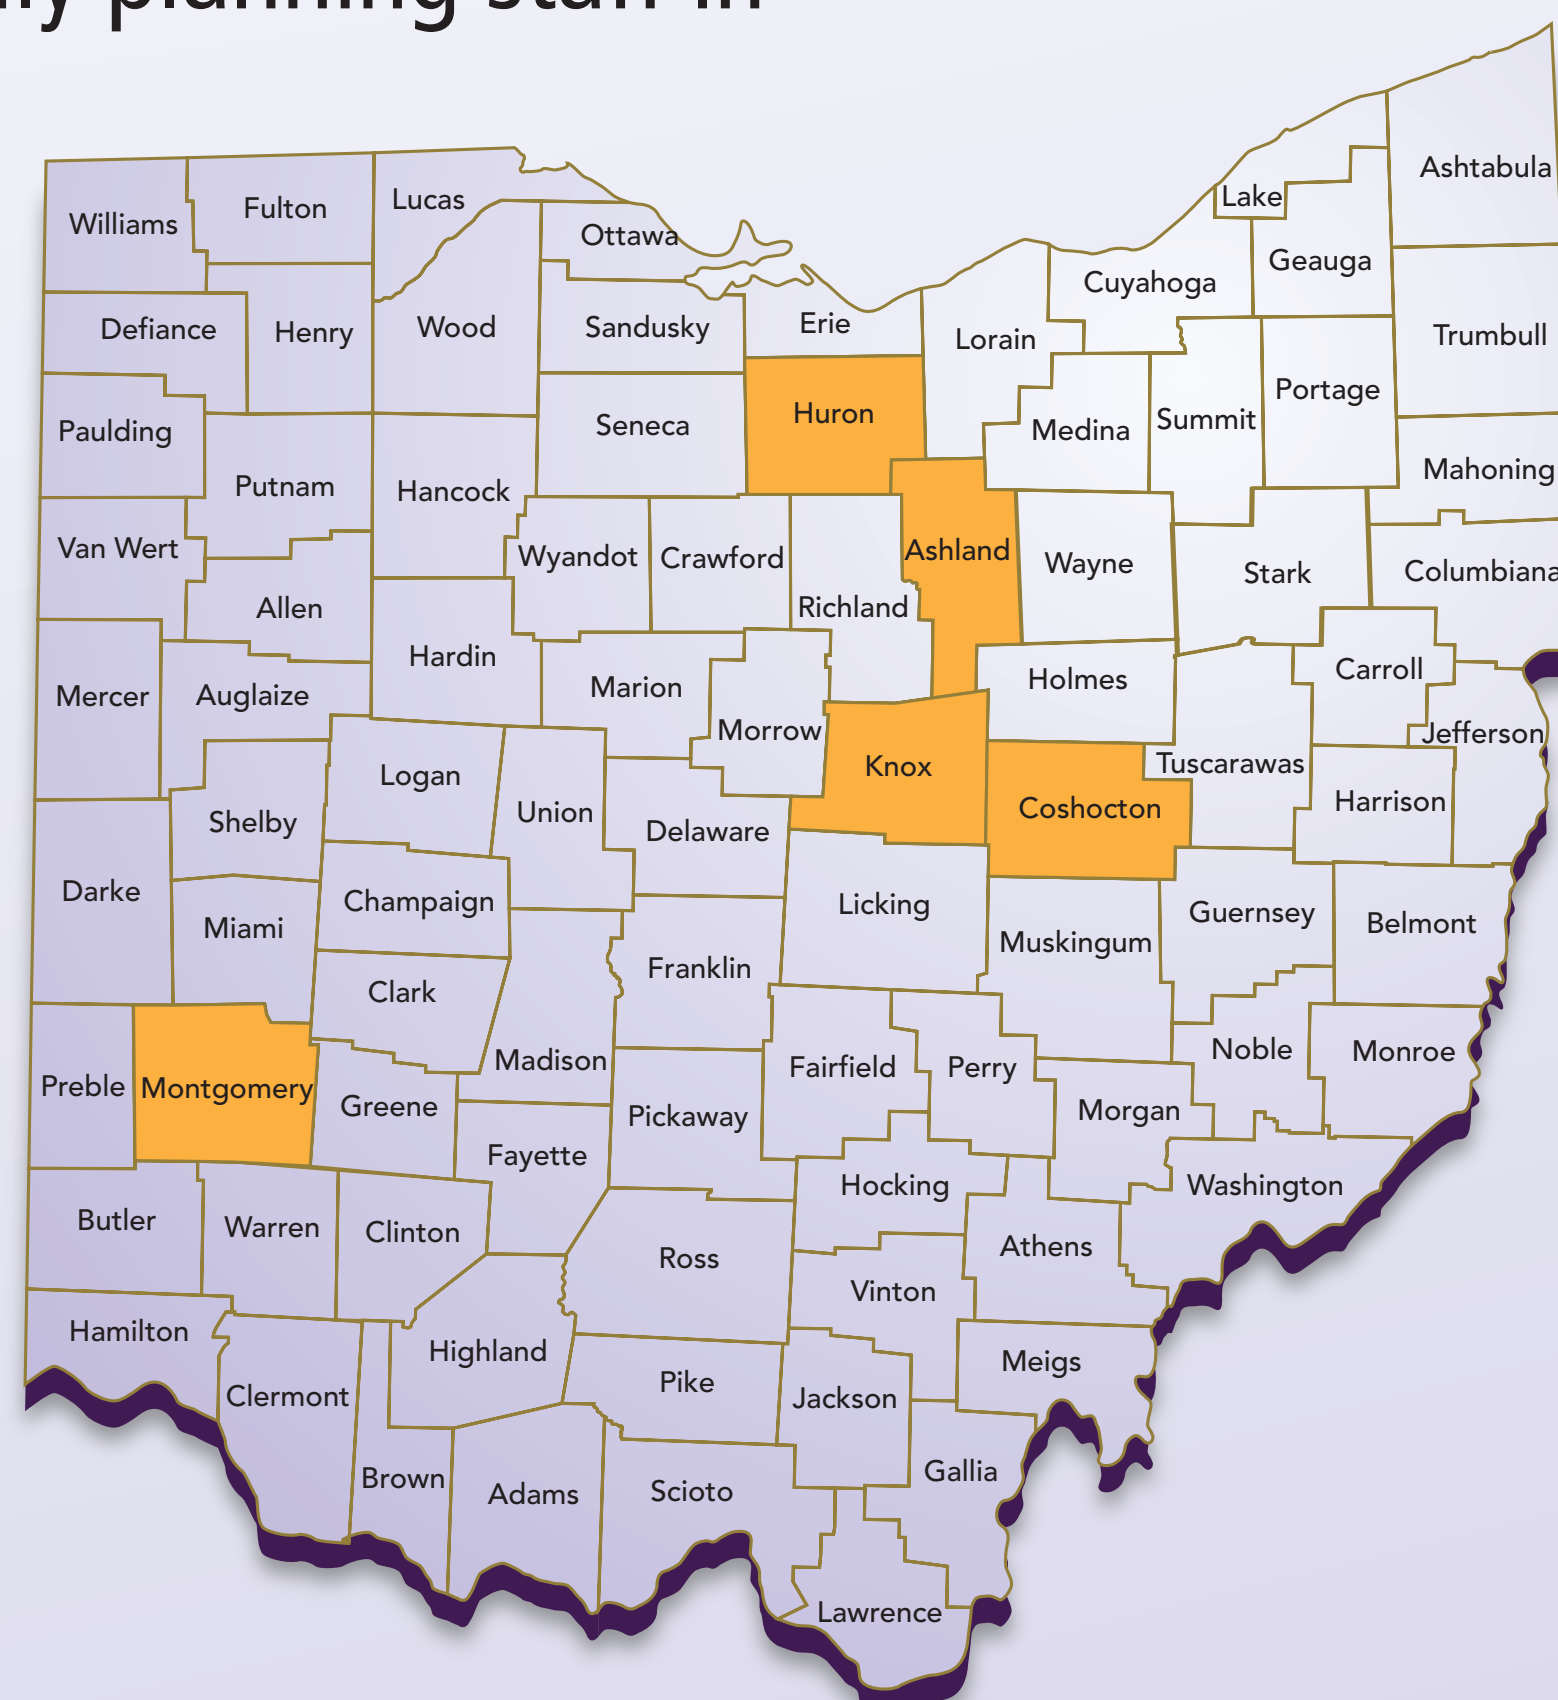 ly planning staff in
Ashtabula
Lake
Lucas
Fulton
Williams
Ottawa
Geauga
Cuyahoga
Erie
Sandusky
Wood
Defiance
Henry
Lorain
Trumbull
Portage
Huron
Summit
Seneca
Medina
Paulding
Mahoning
Putnam
Hancock
Van Wert
Ashland
Wyandot
Crawford
Wayne
Stark
Columbiana
Allen
Richland
Hardin
Carroll
Holmes
Marion
Mercer
Auglaize
Morrow
Jefferson
Tuscarawas
Knox
Logan
Harrison
Coshocton
Union
Shelby
Delaware
Darke
Champaign
Licking
Guernsey
Belmont
Miami
Muskingum
Franklin
Clark
Noble
Monroe
Madison
Fairfield
Perry
Preble
Montgomery
Greene
Morgan
Pickaway
Fayette
Hocking
Washington
Butler
Warren
Clinton
Athens
Ross
Vinton
Hamilton
Highland
Meigs
Pike
Clermont
Jackson
Gallia
Brown
Adams
Scioto
Lawrence